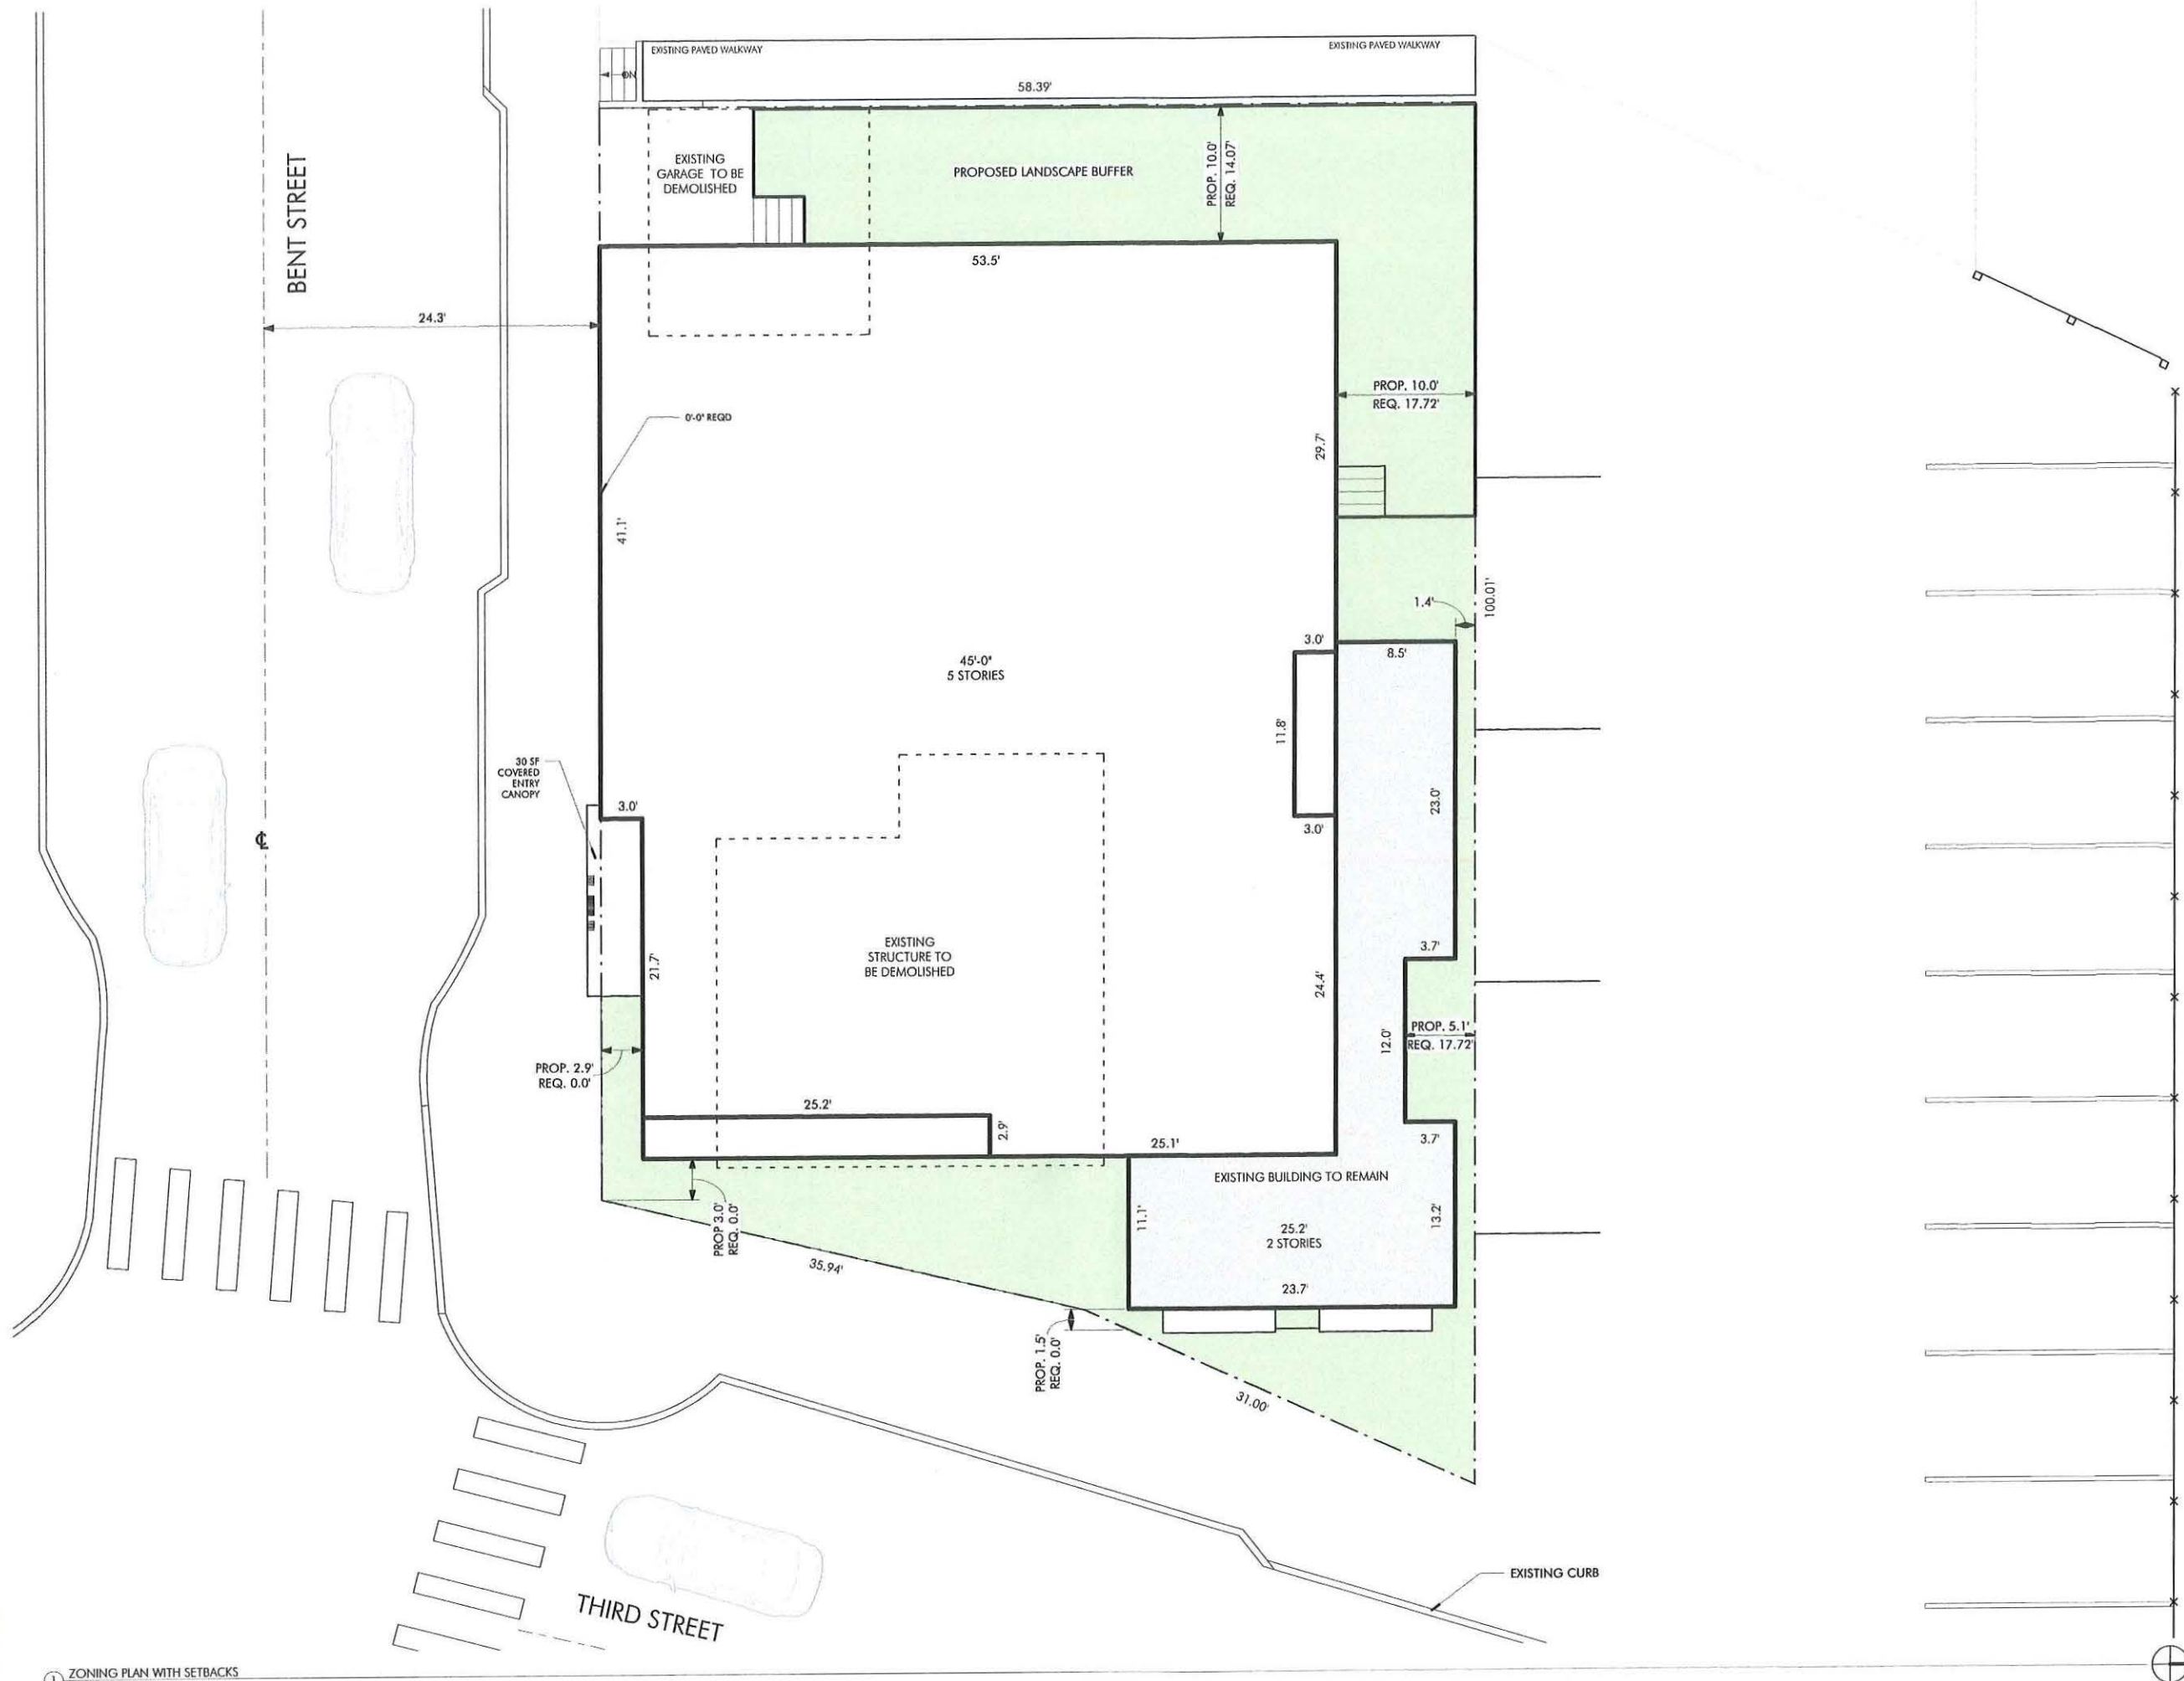 EXISTING PAVED WALKWAY
EXISTING PAVED WALKWAY
DN
58.39'
BENT STREET
EXISTING
GARAGE TO BE
DEMOLISHED
PROPOSED LANDSCAPE BUFFER
PROP. 10.0'
REQ. 14.07'
53.5'
24.3'
PROP. 10.0'
REQ. 17.72'
0'-0" REQD
29.7'
41.1'
1.4'
100.01'
3.0'
8.5'
45'-0"
5 STORIES
11.8'
30 SF
COVERED
ENTRY
CANOPY
3.0'
23.0'
3.0'
℄
EXISTING
STRUCTURE TO
BE DEMOLISHED
21.7'
24.4'
3.7'
12.0'
PROP. 5.1'
REQ. 17.72'
PROP. 2.9'
REQ. 0.0'
25.2'
2.9'
25.1'
3.7'
EXISTING BUILDING TO REMAIN
PROP 3.0'
REQ. 0.0'
11.1'
25.2'
2 STORIES
13.2'
35.94'
23.7'
PROP. 1.5'
REQ. 0.0'
31.00'
EXISTING CURB
THIRD STREET
1 ZONING PLAN WITH SETBACKS